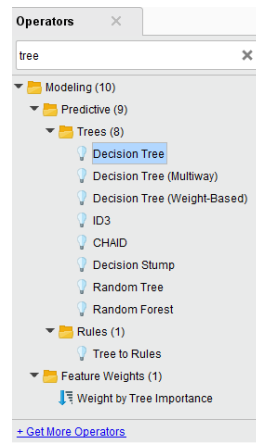 Operators
tree
Modeling (10)
Predictive (9)
Trees (8)
Decision Tree
Decision Tree (Multiway)
Decision Tree (Weight-Based)
ID3
CHAID
Decision Stump
Random Tree
Random Forest
Rules (1)
Tree to Rules
Feature Weights (1)
Weight by Tree Importance
+ Get More Operators